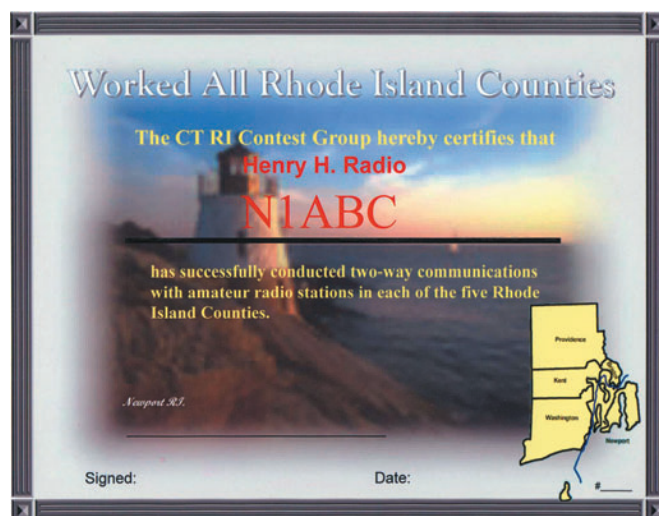 Worked All Rhode Island Counties
The CT RI Contest Group hereby certifies that
Henry H. Radio
N1ABC
has successfully conducted two-way communications
with amateur radio stations in each of the five Rhode
Island Counties.
Providence
Kent
Washington
Newport
Newport RI.
Signed:
Date:
#_____